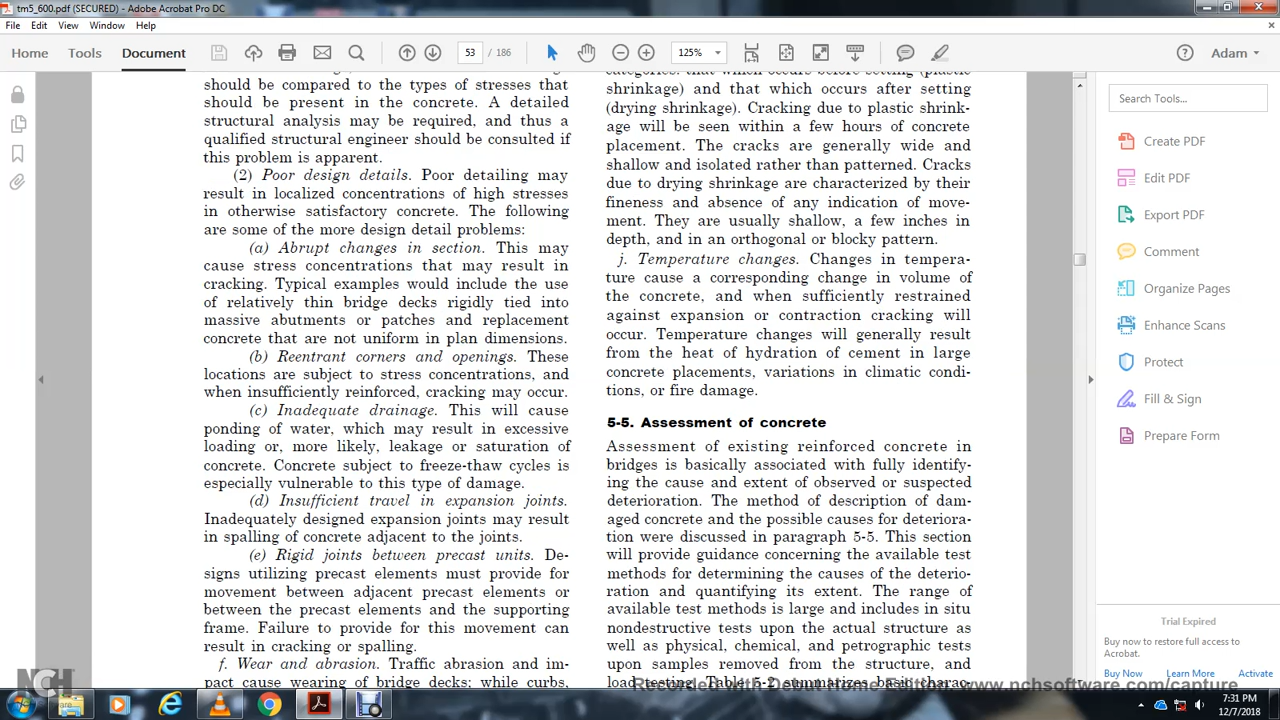 tm5_600.pdf (SECURED) - Adobe Acrobat Pro DC
File Edit View Window Help
Home Tools Document 53 / 186 125% Adam
should be compared to the types of stresses that
should be present in the concrete. A detailed
structural analysis may be required, and thus a
qualified structural engineer should be consulted if
this problem is apparent.
(2) Poor design details. Poor detailing may
result in localized concentrations of high stresses
in otherwise satisfactory concrete. The following
are some of the more design detail problems:
(a) Abrupt changes in section. This may
cause stress concentrations that may result in
cracking. Typical examples would include the use
of relatively thin bridge decks rigidly tied into
massive abutments or patches and replacement
concrete that are not uniform in plan dimensions.
(b) Reentrant corners and openings. These
locations are subject to stress concentrations, and
when insufficiently reinforced, cracking may occur.
(c) Inadequate drainage. This will cause
ponding of water, which may result in excessive
loading or, more likely, leakage or saturation of
concrete. Concrete subject to freeze-thaw cycles is
especially vulnerable to this type of damage.
(d) Insufficient travel in expansion joints.
Inadequately designed expansion joints may result
in spalling of concrete adjacent to the joints.
(e) Rigid joints between precast units. De-
signs utilizing precast elements must provide for
movement between adjacent precast elements or
between the precast elements and the supporting
frame. Failure to provide for this movement can
result in cracking or spalling.
f. Wear and abrasion. Traffic abrasion and im-
pact cause wearing of bridge decks; while curbs,
categories: that which occurs before setting (plastic
shrinkage) and that which occurs after setting
(drying shrinkage). Cracking due to plastic shrink-
age will be seen within a few hours of concrete
placement. The cracks are generally wide and
shallow and isolated rather than patterned. Cracks
due to drying shrinkage are characterized by their
fineness and absence of any indication of move-
ment. They are usually shallow, a few inches in
depth, and in an orthogonal or blocky pattern.
j. Temperature changes. Changes in tempera-
ture cause a corresponding change in volume of
the concrete, and when sufficiently restrained
against expansion or contraction cracking will
occur. Temperature changes will generally result
from the heat of hydration of cement in large
concrete placements, variations in climatic condi-
tions, or fire damage.
5-5. Assessment of concrete
Assessment of existing reinforced concrete in
bridges is basically associated with fully identify-
ing the cause and extent of observed or suspected
deterioration. The method of description of dam-
aged concrete and the possible causes for deteriora-
tion were discussed in paragraph 5-5. This section
will provide guidance concerning the available test
methods for determining the causes of the deterio-
ration and quantifying its extent. The range of
available test methods is large and includes in situ
nondestructive tests upon the actual structure as
well as physical, chemical, and petrographic tests
upon samples removed from the structure, and
load testing. Table 5-2 summarizes basic charac-
Search Tools...
Create PDF
Edit PDF
Export PDF
Comment
Organize Pages
Enhance Scans
Protect
Fill & Sign
Prepare Form
Trial Expired
Buy now to restore full access to
Acrobat.
Buy Now Learn More Activate
NCH
Recorded with Debut Home Edition www.nchsoftware.com/capture
7:31 PM
12/7/2018